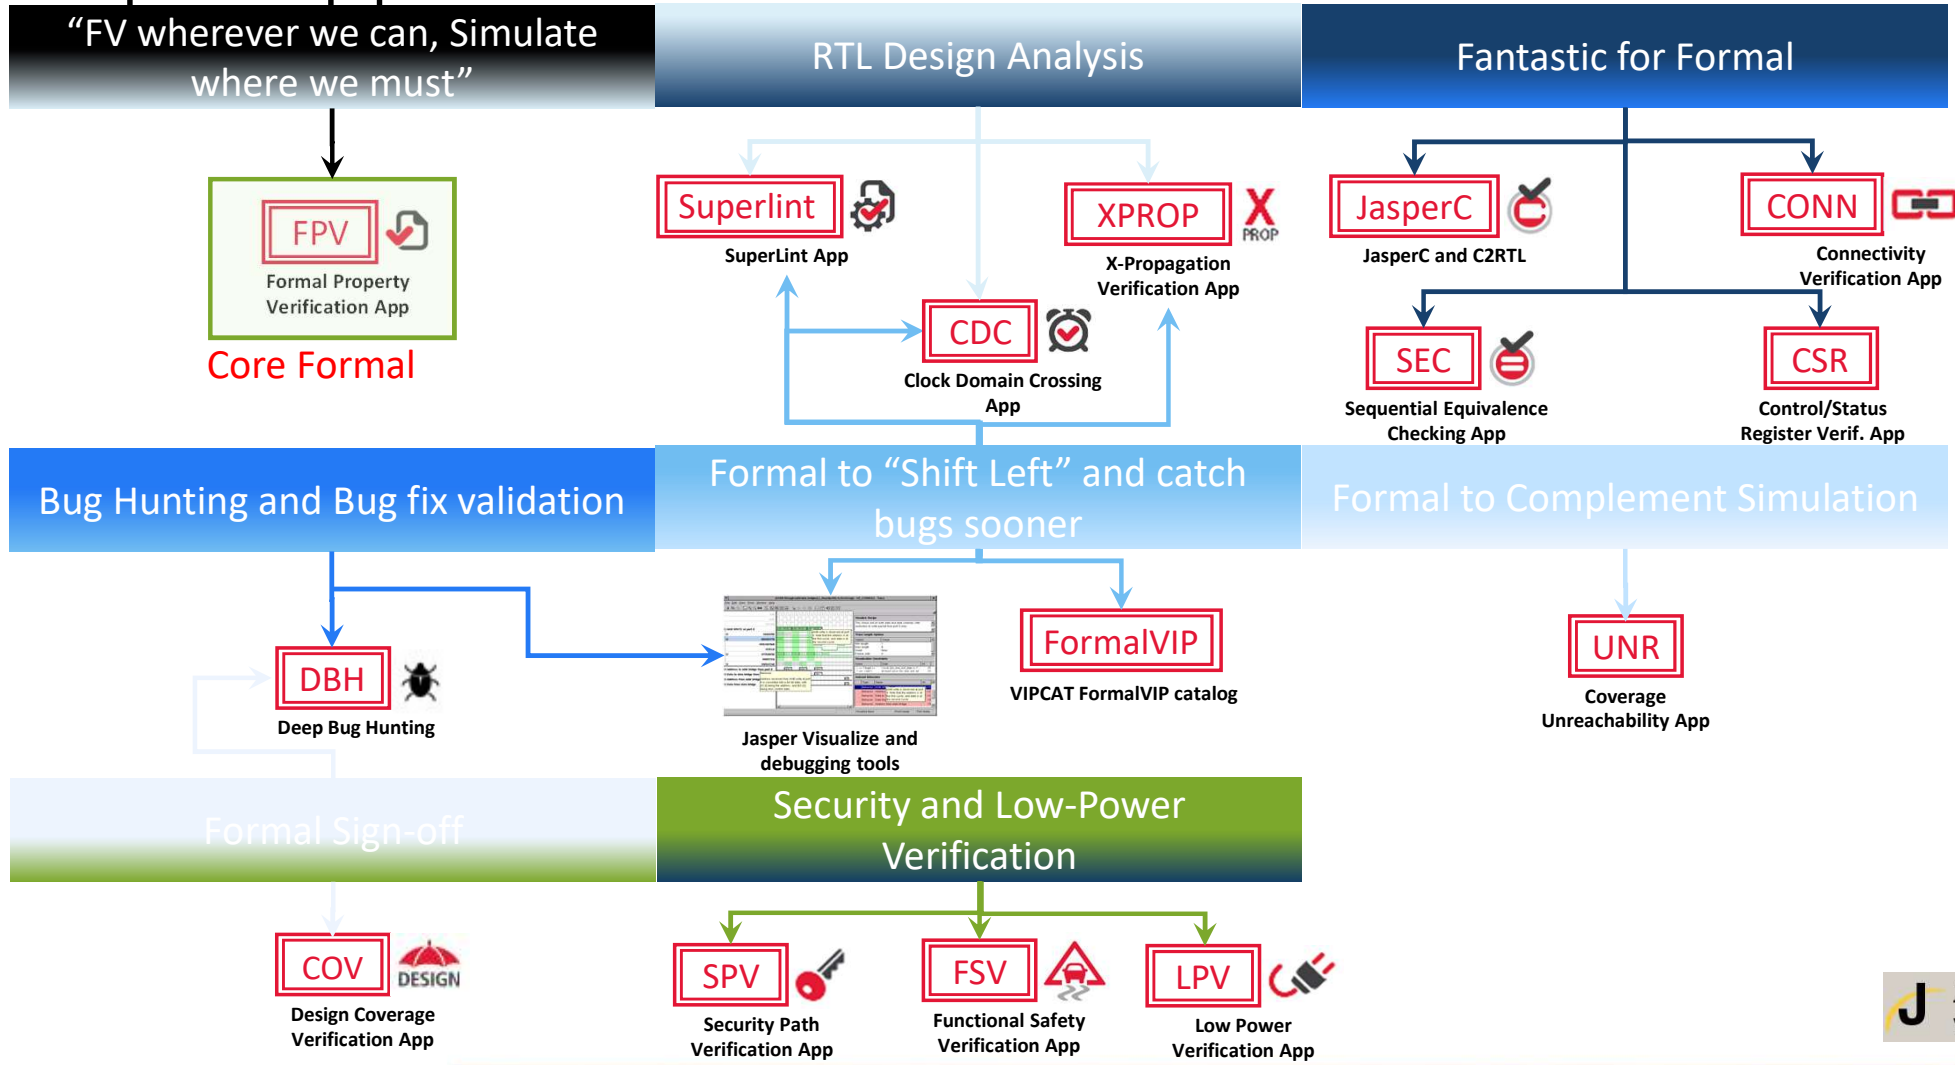 “FV wherever we can, Simulate
where we must”
RTL Design Analysis
Fantastic for Formal
FPV
Formal Property
Verification App
Core Formal
Superlint
SuperLint App
XPROP
X
PROP
X-Propagation
Verification App
CDC
Clock Domain Crossing
App
JasperC
C
JasperC and C2RTL
CONN
Connectivity
Verification App
SEC
Sequential Equivalence
Checking App
CSR
Control/Status
Register Verif. App
Bug Hunting and Bug fix validation
Formal to “Shift Left” and catch
bugs sooner
Formal to Complement Simulation
DBH
Deep Bug Hunting
Jasper Visualize and
debugging tools
FormalVIP
VIPCAT FormalVIP catalog
UNR
Coverage
Unreachability App
Formal Sign-off
Security and Low-Power
Verification
COV
DESIGN
Design Coverage
Verification App
SPV
Security Path
Verification App
FSV
Functional Safety
Verification App
LPV
Low Power
Verification App
J